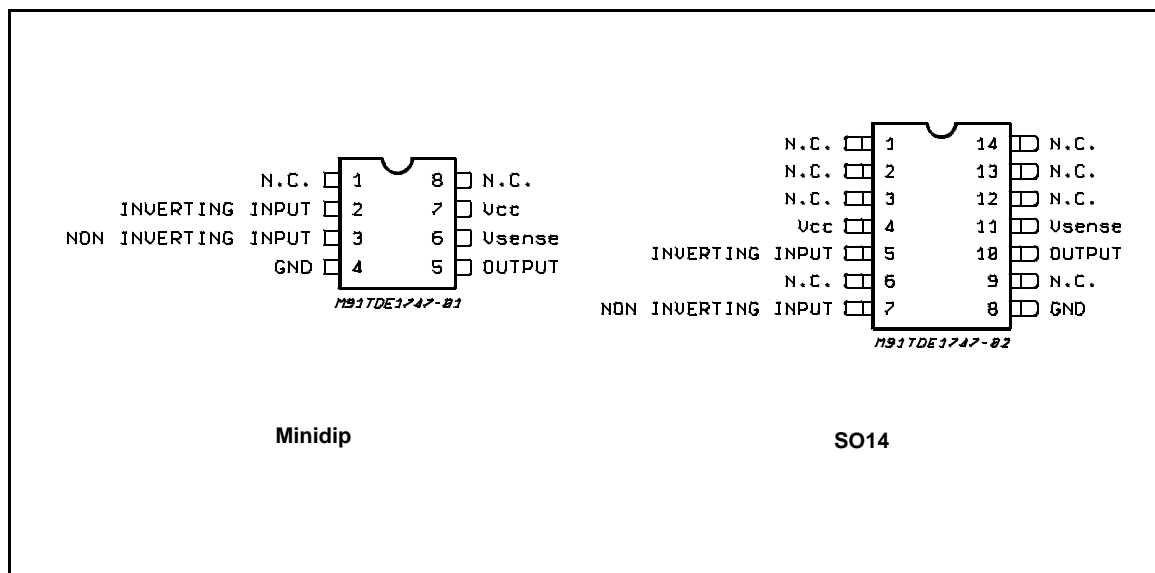 N.C. 1 8 N.C.
INVERTING INPUT 2 7 Vcc
NON INVERTING INPUT 3 6 Vsense
GND 4 5 OUTPUT
M91TDE1747-01
Minidip
N.C. 1 14 N.C.
N.C. 2 13 N.C.
N.C. 3 12 N.C.
Vcc 4 11 Vsense
INVERTING INPUT 5 10 OUTPUT
N.C. 6 9 N.C.
NON INVERTING INPUT 7 8 GND
M91TDE1747-02
SO14